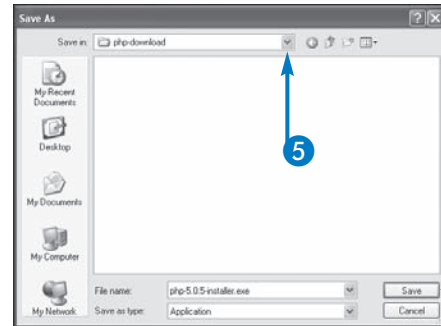 Save As
Save in: php-download
My Recent
Documents
Desktop
My Documents
My Computer
My Network
File name: php-5.0.5-installer.exe
Save as type: Application
Save
Cancel
5